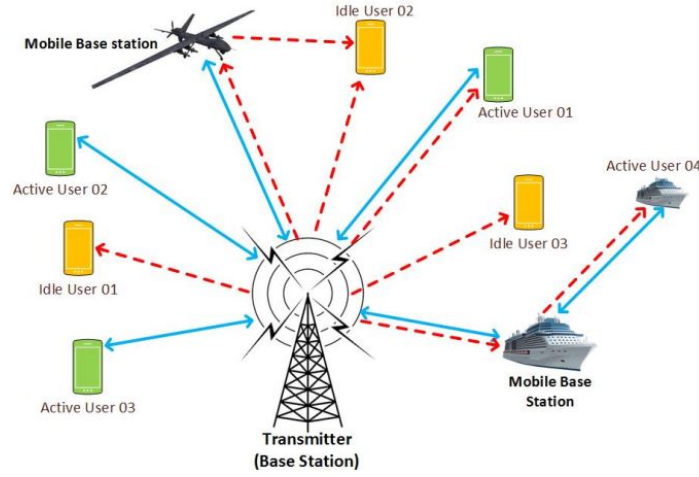 Idle User 02
Mobile Base station
Active User 01
Active User 02
Active User 04
Idle User 03
Idle User 01
Mobile Base
Station
Active User 03
Transmitter
(Base Station)